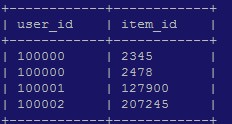 +------------+-----------+
| user_id | item_id |
+------------+-----------+
| 100000 | 2345 |
| 100000 | 2478 |
| 100001 | 127900 |
| 100002 | 207245 |
+------------+-----------+